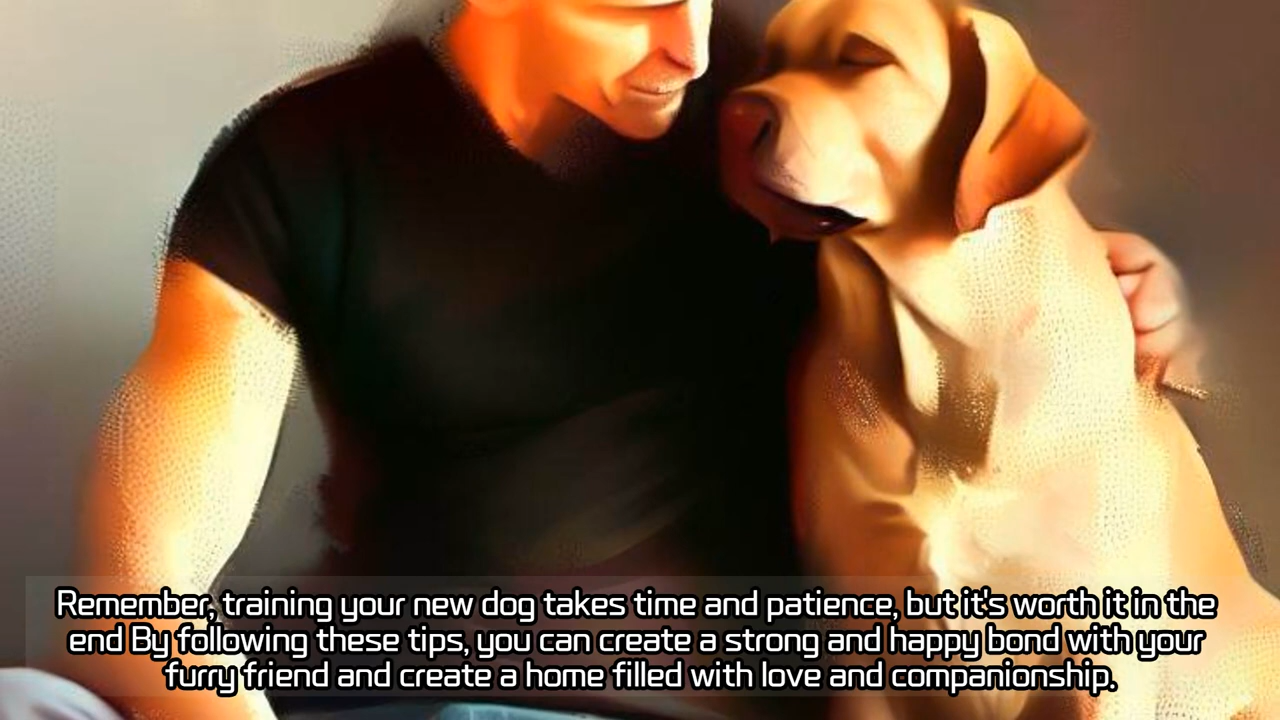 Remember, training your new dog takes time and patience, but it's worth it in the
end By following these tips, you can create a strong and happy bond with your
furry friend and create a home filled with love and companionship.